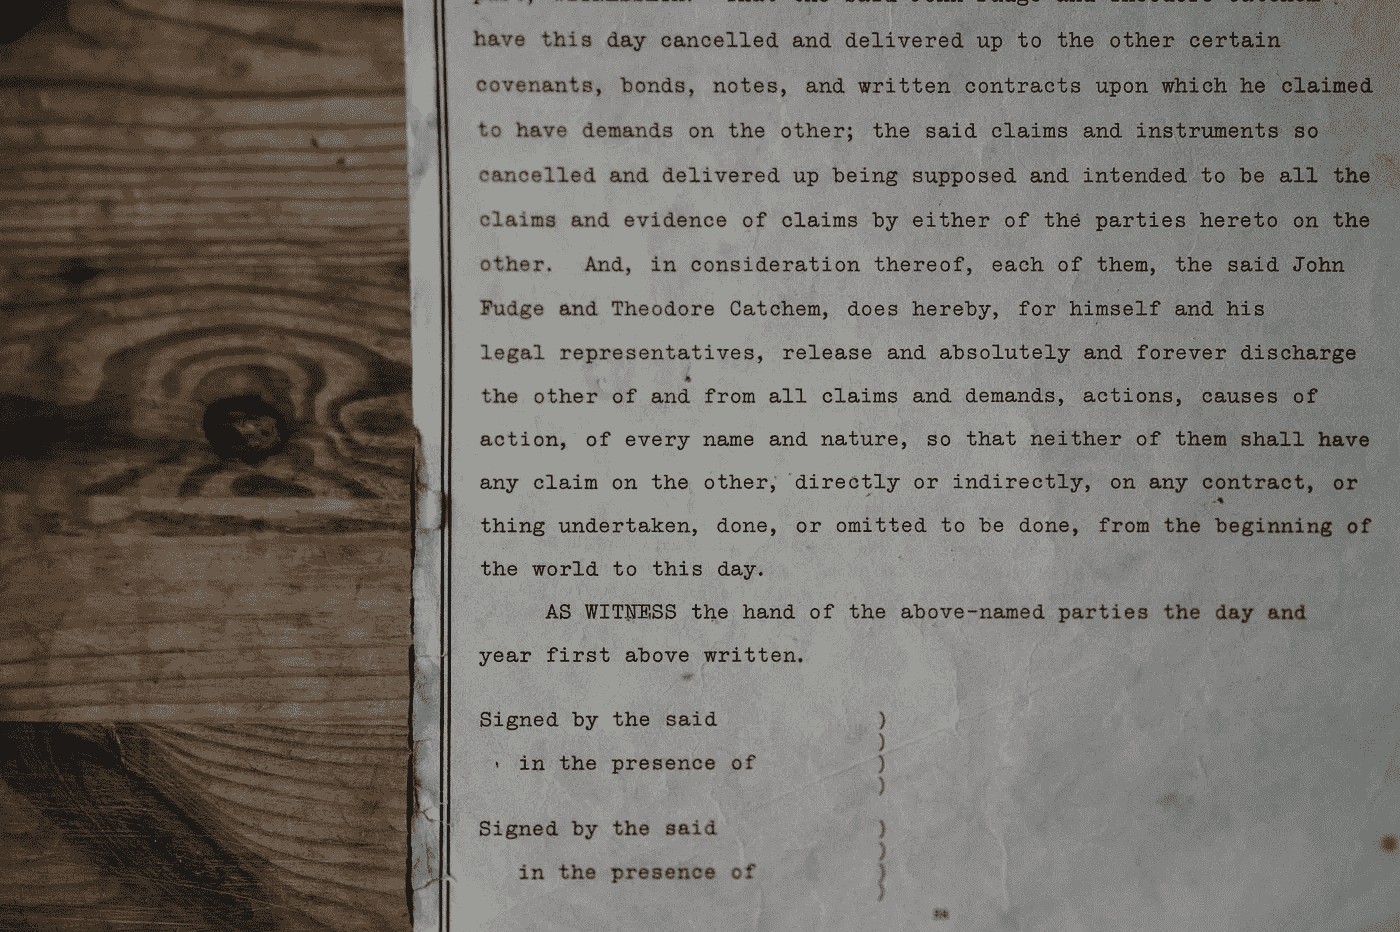 have this day cancelled and delivered up to the other certain
covenants, bonds, notes, and written contracts upon which he claimed
to have demands on the other; the said claims and instruments so
cancelled and delivered up being supposed and intended to be all the
claims and evidence of claims by either of the parties hereto on the
other.  And, in consideration thereof, each of them, the said John
Fudge and Theodore Catchem, does hereby, for himself and his
legal representatives, release and absolutely and forever discharge
the other of and from all claims and demands, actions, causes of
action, of every name and nature, so that neither of them shall have
any claim on the other, directly or indirectly, on any contract, or
thing undertaken, done, or omitted to be done, from the beginning of
the world to this day.
AS WITNESS the hand of the above-named parties the day and
year first above written.
Signed by the said )
)
in the presence of )
)
Signed by the said )
)
in the presence of )
)